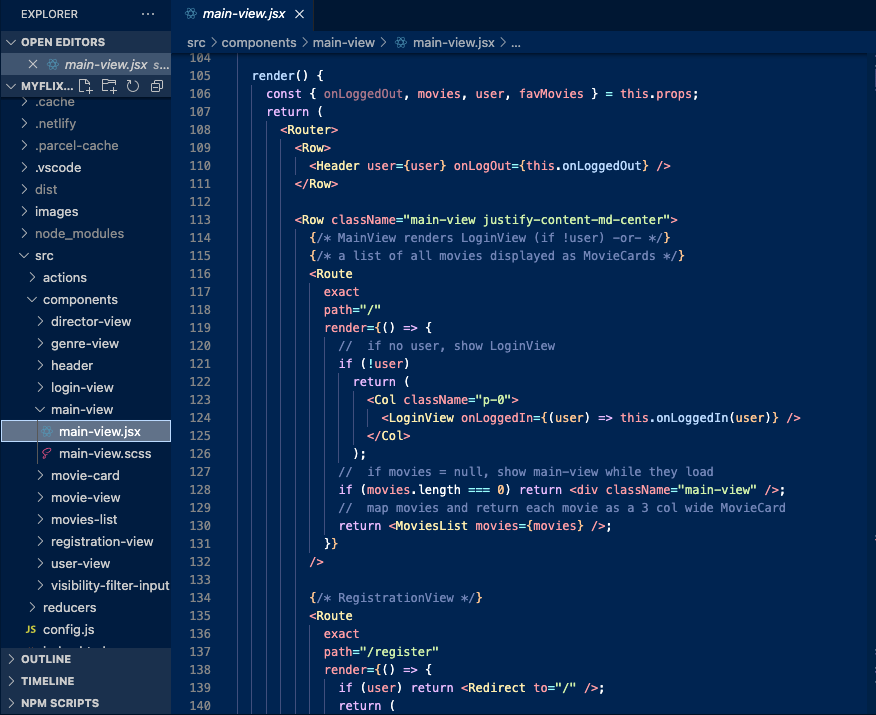 EXPLORER
OPEN EDITORS
main-view.jsx s...
MYFLIX...
.cache
.netlify
.parcel-cache
.vscode
dist
images
node_modules
src
actions
components
director-view
genre-view
header
login-view
main-view
main-view.jsx
main-view.scss
movie-card
movie-view
movies-list
registration-view
user-view
visibility-filter-input
reducers
JS config.js
OUTLINE
TIMELINE
NPM SCRIPTS
main-view.jsx
src > components > main-view > main-view.jsx > ...
104
105 render() {
106 const { onLoggedOut, movies, user, favMovies } = this.props;
107 return (
108 <Router>
109 <Row>
110 <Header user={user} onLogOut={this.onLoggedOut} />
111 </Row>
112
113 <Row className="main-view justify-content-md-center">
114 {/* MainView renders LoginView (if !user) -or- */}
115 {/* a list of all movies displayed as MovieCards */}
116 <Route
117 exact
118 path="/"
119 render={() => {
120 //  if no user, show LoginView
121 if (!user)
122 return (
123 <Col className="p-0">
124 <LoginView onLoggedIn={(user) => this.onLoggedIn(user)} />
125 </Col>
126 );
127 //  if movies = null, show main-view while they load
128 if (movies.length === 0) return <div className="main-view" />;
129 //  map movies and return each movie as a 3 col wide MovieCard
130 return <MoviesList movies={movies} />;
131 }}
132 />
133
134 {/* RegistrationView */}
135 <Route
136 exact
137 path="/register"
138 render={() => {
139 if (user) return <Redirect to="/" />;
140 return (